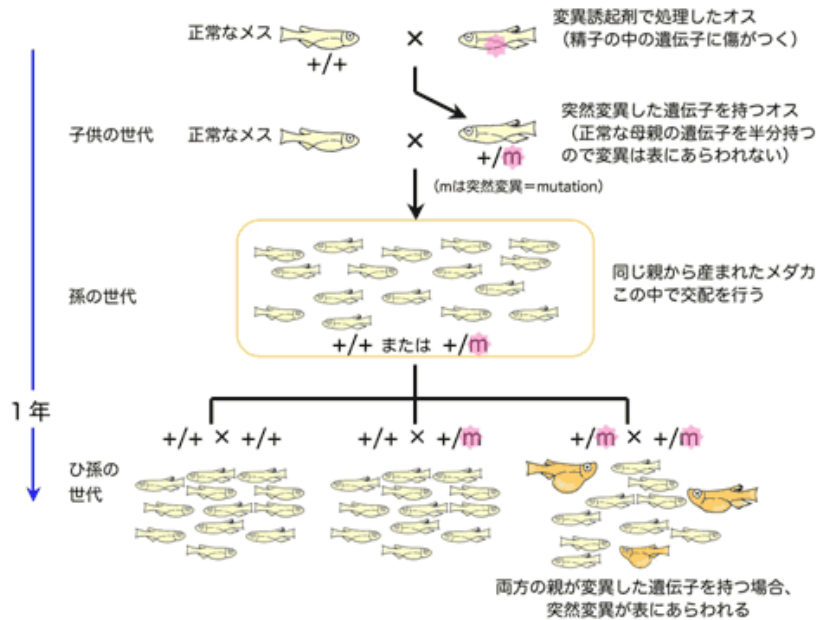 正常なメス
×
変異誘起剤で処理したオス
（精子の中の遺伝子に傷がつく）
+/+
子供の世代
正常なメス
×
突然変異した遺伝子を持つオス
（正常な母親の遺伝子を半分持つ
ので変異は表にあらわれない）
+/m
（mは突然変異＝mutation）
孫の世代
同じ親から産まれたメダカ
この中で交配を行う
+/+ または +/m
1年
+/+ × +/+
+/+ × +/m
+/m × +/m
ひ孫の
世代
両方の親が変異した遺伝子を持つ場合、
突然変異が表にあらわれる